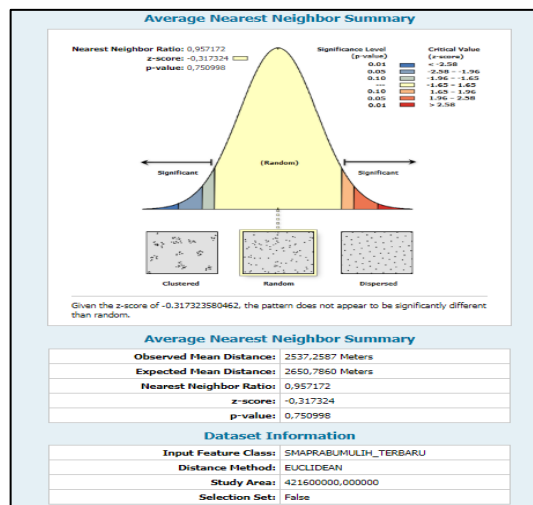 Average Nearest Neighbor Summary
Nearest Neighbor Ratio: 0,957172
z-score: -0,317324
p-value: 0,750998
Significance Level (p-value)
Critical Value (z-score)
0.01 < -2.58
0.05 -2.58 - -1.96
0.10 -1.96 - -1.65
--- -1.65 - 1.65
0.10 1.65 - 1.96
0.05 1.96 - 2.58
0.01 > 2.58
Significant
(Random)
Significant
Clustered
Random
Dispersed
Given the z-score of -0.317323580462, the pattern does not appear to be significantly different
than random.
Average Nearest Neighbor Summary
Observed Mean Distance: 2537,2587 Meters
Expected Mean Distance: 2650,7860 Meters
Nearest Neighbor Ratio: 0,957172
z-score: -0,317324
p-value: 0,750998
Dataset Information
Input Feature Class: SMAPRABUMULIH_TERBARU
Distance Method: EUCLIDEAN
Study Area: 421600000,000000
Selection Set: False